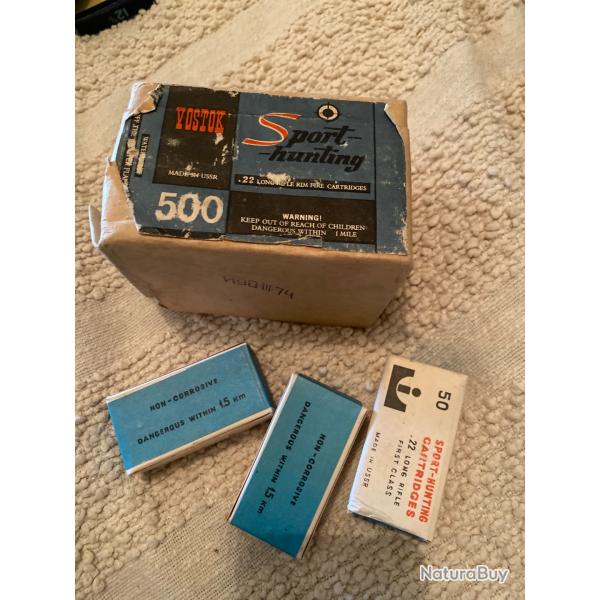 VOSTOK
MADE IN USSR
500
Sport-
-hunting
.22 LONG RIFLE RIM FIRE CARTRIDGES
WARNING!
KEEP OUT OF REACH OF CHILDREN
DANGEROUS WITHIN 1 MILE
NON-CORROSIVE
DANGEROUS WITHIN 1.5 KM
NON-CORROSIVE
DANGEROUS WITHIN 1.5 KM
50
SPORT-HUNTING
CARTRIDGES
.22 LONG RIFLE
FIRST CLASS
MADE IN USSR
NaturaBuy